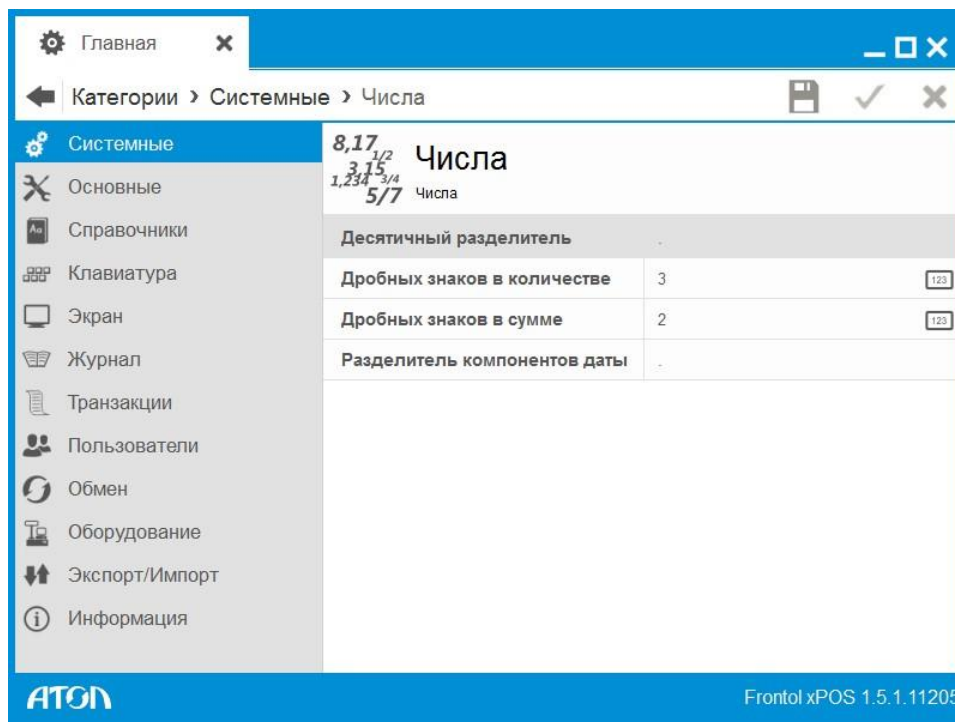 Главная
Категории › Системные › Числа
Системные
Основные
Справочники
Клавиатура
Экран
Журнал
Транзакции
Пользователи
Обмен
Оборудование
Экспорт/Импорт
Информация
8,17
1/2
3,15
1,234 3/4
5/7
Числа
Числа
Десятичный разделитель .
Дробных знаков в количестве 3 123
Дробных знаков в сумме 2 123
Разделитель компонентов даты .
ATOL
Frontol xPOS 1.5.1.11205